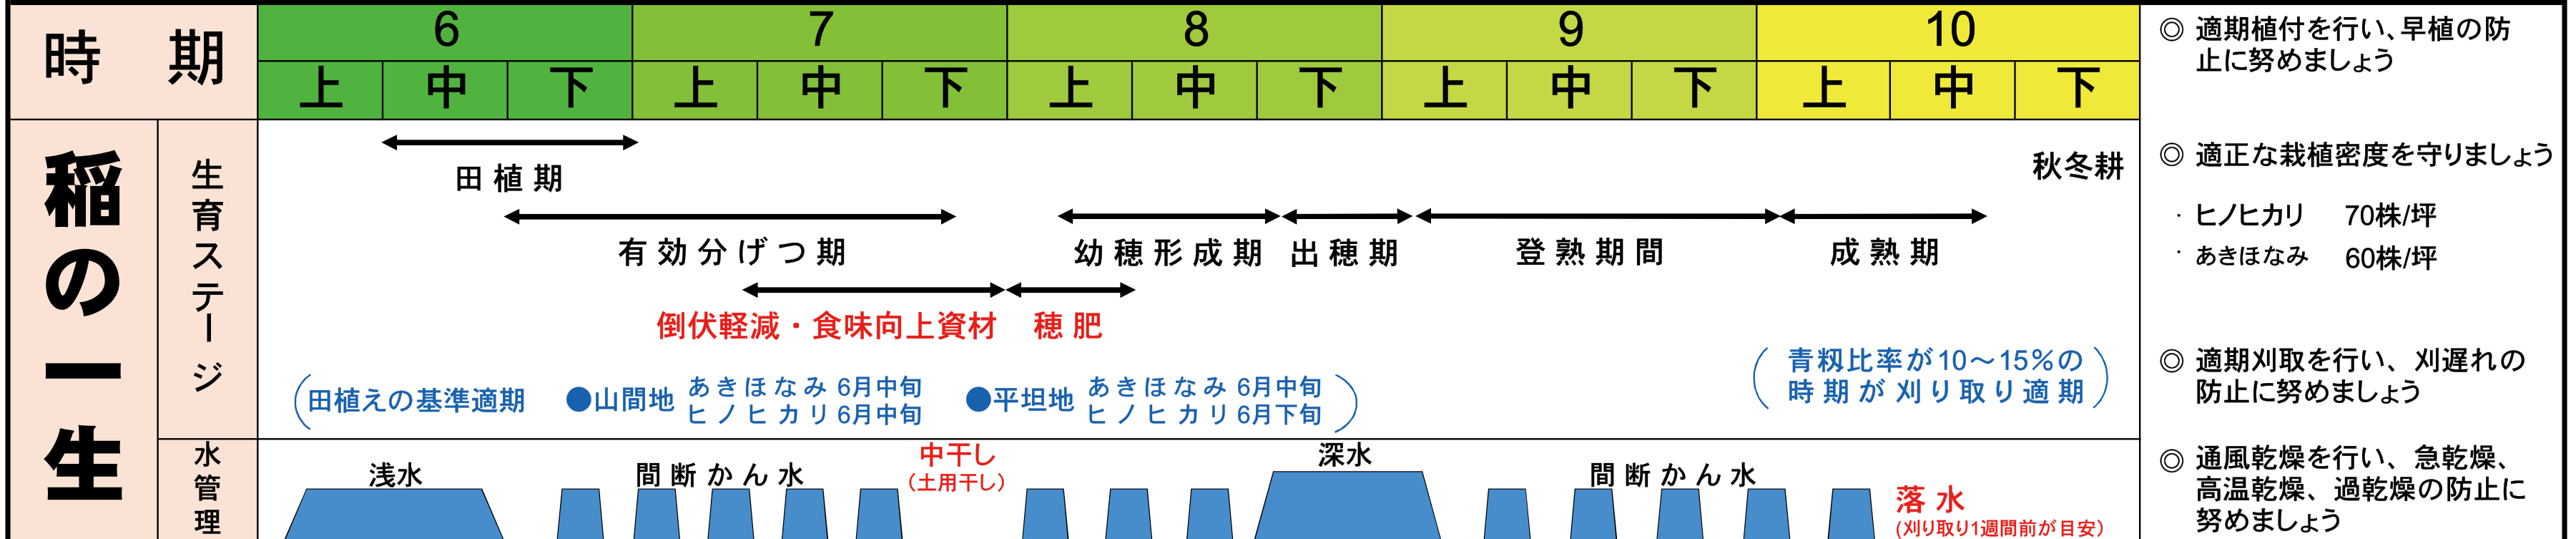 時 期
6 7 8 9 10
上 中 下 上 中 下 上 中 下 上 中 下 上 中 下
稲の一生
生育ステージ
田植期
秋冬耕
有効分げつ期
幼穂形成期 出穂期 登熟期間 成熟期
倒伏軽減・食味向上資材 穂肥
(田植えの基準適期 ●山間地 あきほなみ 6月中旬 ●平坦地 あきほなみ 6月中旬
ヒノヒカリ 6月中旬 ヒノヒカリ 6月下旬)
(青籾比率が10〜15%の
時期が刈り取り適期)
水管理
浅水 間断かん水 中干し 深水 間断かん水
(土用干し)
落水
(刈り取り1週間前が目安)
◎ 適期植付を行い、早植の防
止に努めましょう
◎ 適正な栽植密度を守りましょう
・ヒノヒカリ 70株/坪
・あきほなみ 60株/坪
◎ 適期刈取を行い、刈遅れの
防止に努めましょう
◎ 通風乾燥を行い、急乾燥、
高温乾燥、過乾燥の防止に
努めましょう